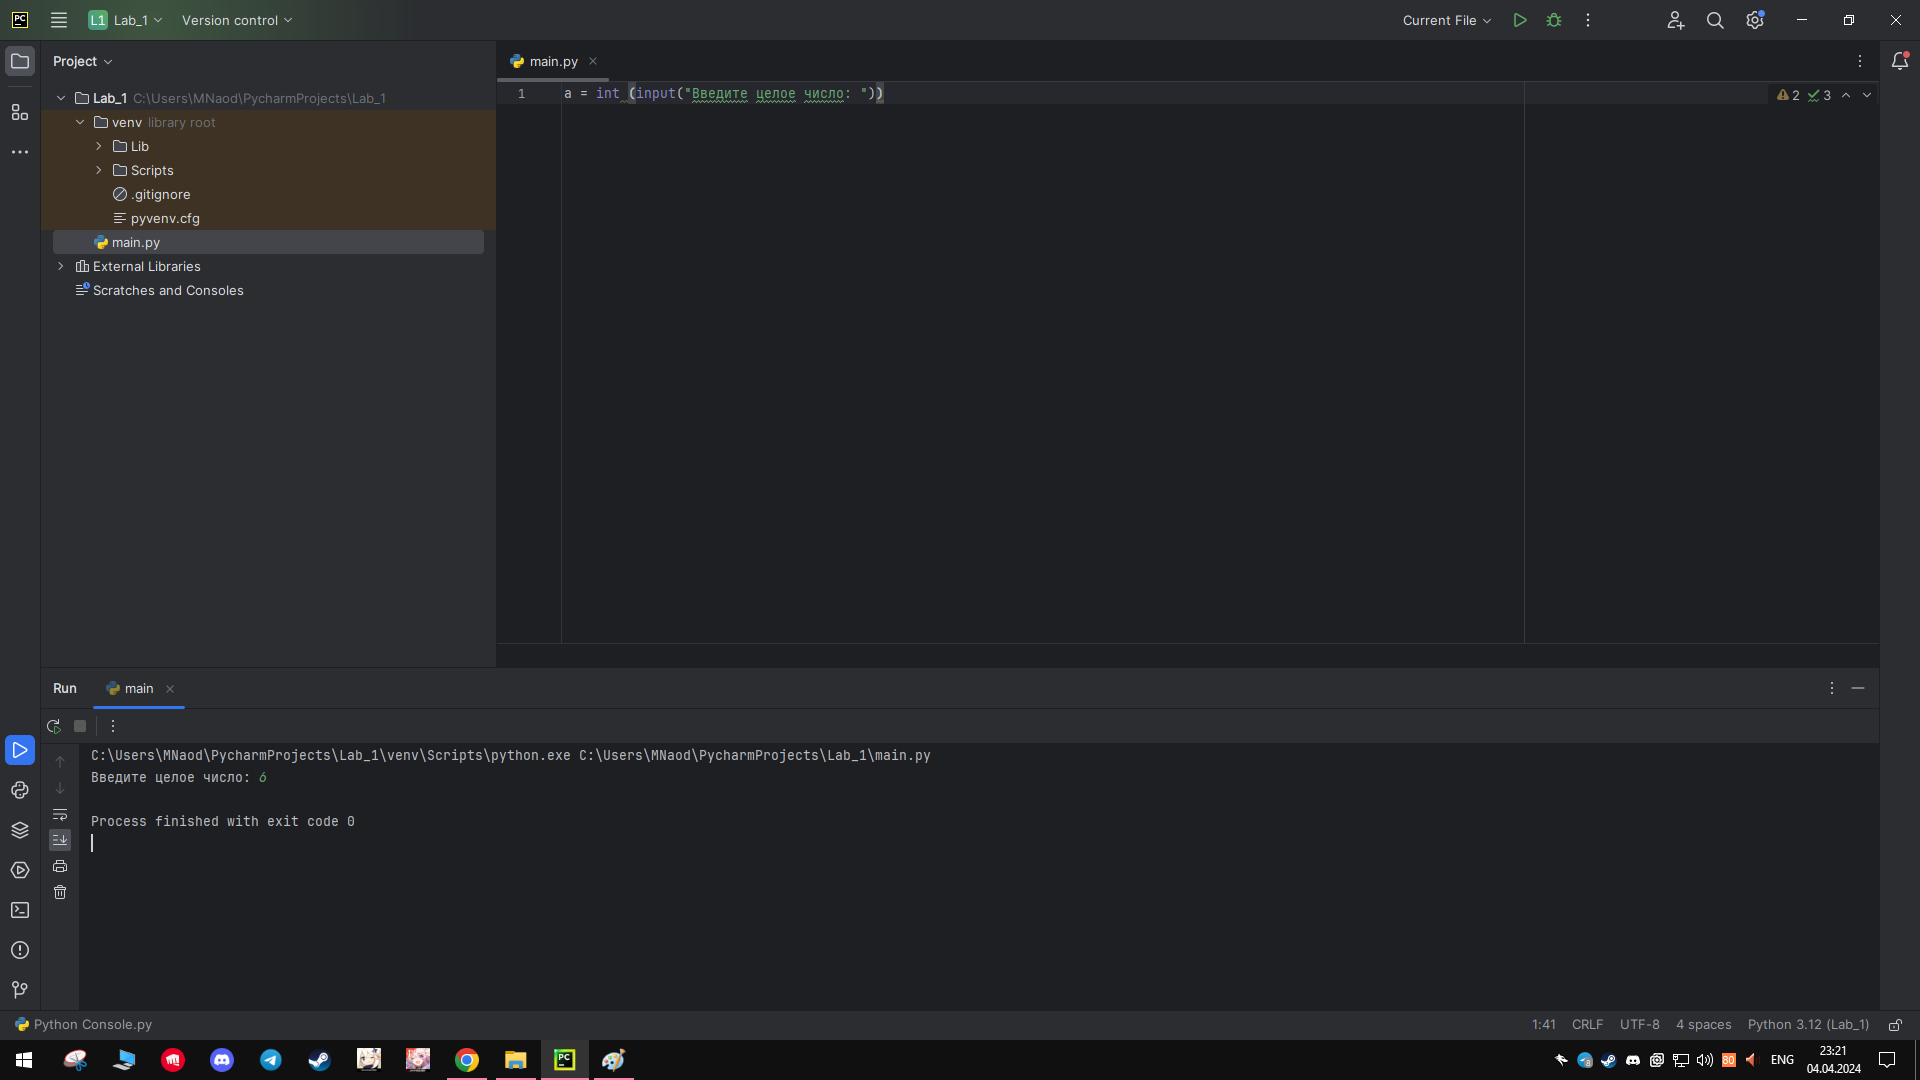 PC
L1 Lab_1 Version control Current File
Project
main.py
Lab_1 C:\Users\MNaod\PycharmProjects\Lab_1
venv library root
Lib
Scripts
.gitignore
pyvenv.cfg
main.py
External Libraries
Scratches and Consoles
1 a = int (input("Введите целое число: "))
2 3
Run main
C:\Users\MNaod\PycharmProjects\Lab_1\venv\Scripts\python.exe C:\Users\MNaod\PycharmProjects\Lab_1\main.py
Введите целое число: 6
Process finished with exit code 0
Python Console.py 1:41 CRLF UTF-8 4 spaces Python 3.12 (Lab_1)
PC
30 ENG 23:21
04.04.2024